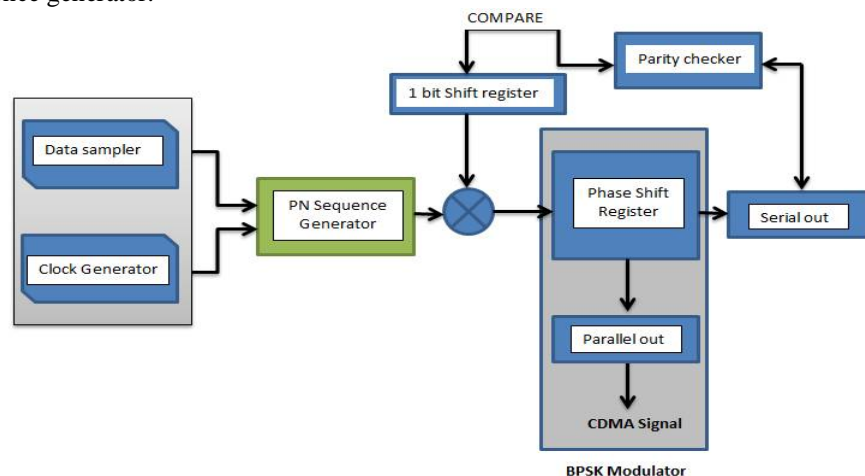 COMPARE
Parity checker
1 bit Shift register
Data sampler
PN Sequence
Generator
Phase Shift
Register
Serial out
Clock Generator
Parallel out
CDMA Signal
BPSK Modulator